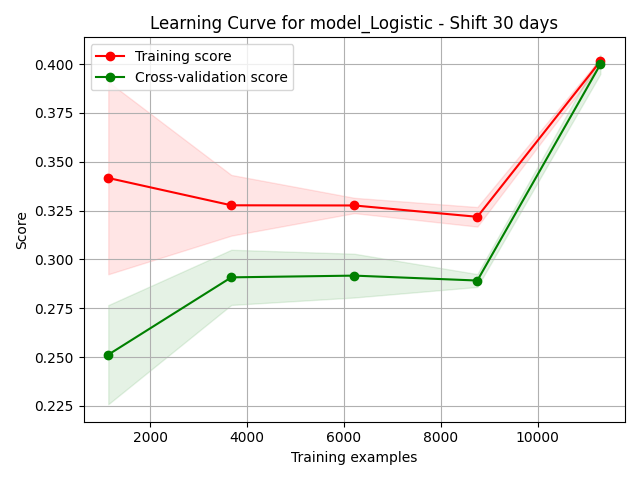 Learning Curve for model_Logistic - Shift 30 days
Training score
Cross-validation score
0.400
0.375
0.350
0.325
0.300
0.275
0.250
0.225
Score
2000 4000 6000 8000 10000
Training examples